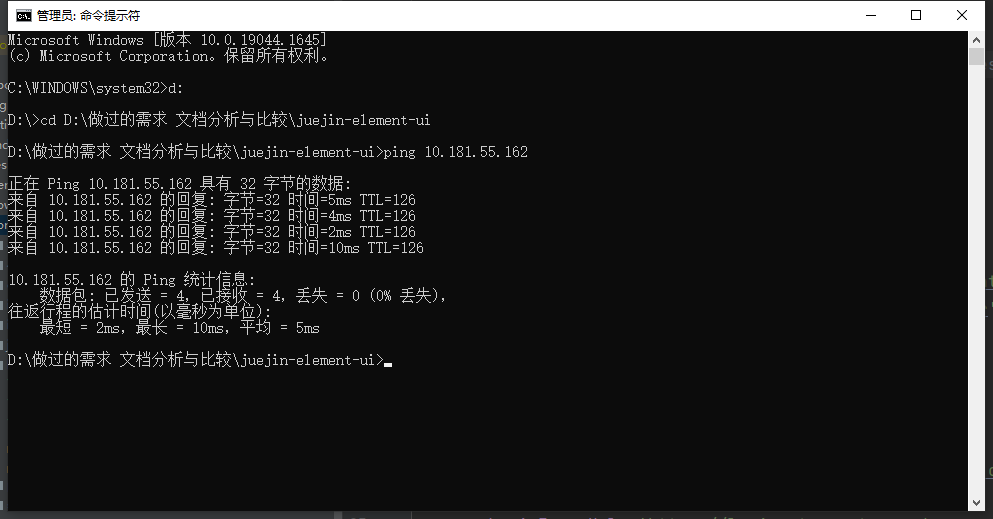 管理员: 命令提示符
Microsoft Windows [版本 10.0.19044.1645]
(c) Microsoft Corporation。保留所有权利。
C:\WINDOWS\system32>d:
D:\>cd D:\做过的需求 文档分析与比较\juejin-element-ui
D:\做过的需求 文档分析与比较\juejin-element-ui>ping 10.181.55.162
正在 Ping 10.181.55.162 具有 32 字节的数据:
来自 10.181.55.162 的回复: 字节=32 时间=5ms TTL=126
来自 10.181.55.162 的回复: 字节=32 时间=4ms TTL=126
来自 10.181.55.162 的回复: 字节=32 时间=2ms TTL=126
来自 10.181.55.162 的回复: 字节=32 时间=10ms TTL=126
10.181.55.162 的 Ping 统计信息:
数据包: 已发送 = 4，已接收 = 4，丢失 = 0 (0% 丢失)，
往返行程的估计时间(以毫秒为单位):
最短 = 2ms，最长 = 10ms，平均 = 5ms
D:\做过的需求 文档分析与比较\juejin-element-ui>